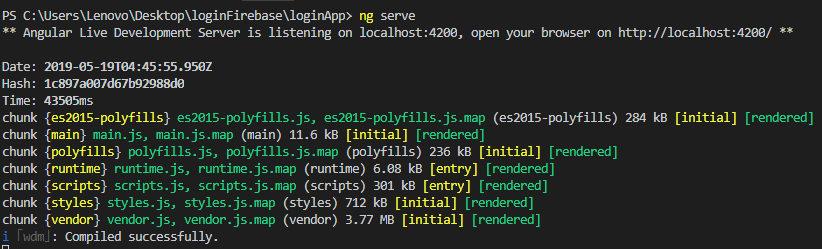 PS C:\Users\Lenovo\Desktop\loginFirebase\loginApp> ng serve
** Angular Live Development Server is listening on localhost:4200, open your browser on http://localhost:4200/ **
Date: 2019-05-19T04:45:55.950Z
Hash: 1c897a007d67b92988d0
Time: 43505ms
chunk {es2015-polyfills} es2015-polyfills.js, es2015-polyfills.js.map (es2015-polyfills) 284 kB [initial] [rendered]
chunk {main} main.js, main.js.map (main) 11.6 kB [initial] [rendered]
chunk {polyfills} polyfills.js, polyfills.js.map (polyfills) 236 kB [initial] [rendered]
chunk {runtime} runtime.js, runtime.js.map (runtime) 6.08 kB [entry] [rendered]
chunk {scripts} scripts.js, scripts.js.map (scripts) 301 kB [entry] [rendered]
chunk {styles} styles.js, styles.js.map (styles) 712 kB [initial] [rendered]
chunk {vendor} vendor.js, vendor.js.map (vendor) 3.77 MB [initial] [rendered]
i ｢wdm｣: Compiled successfully.